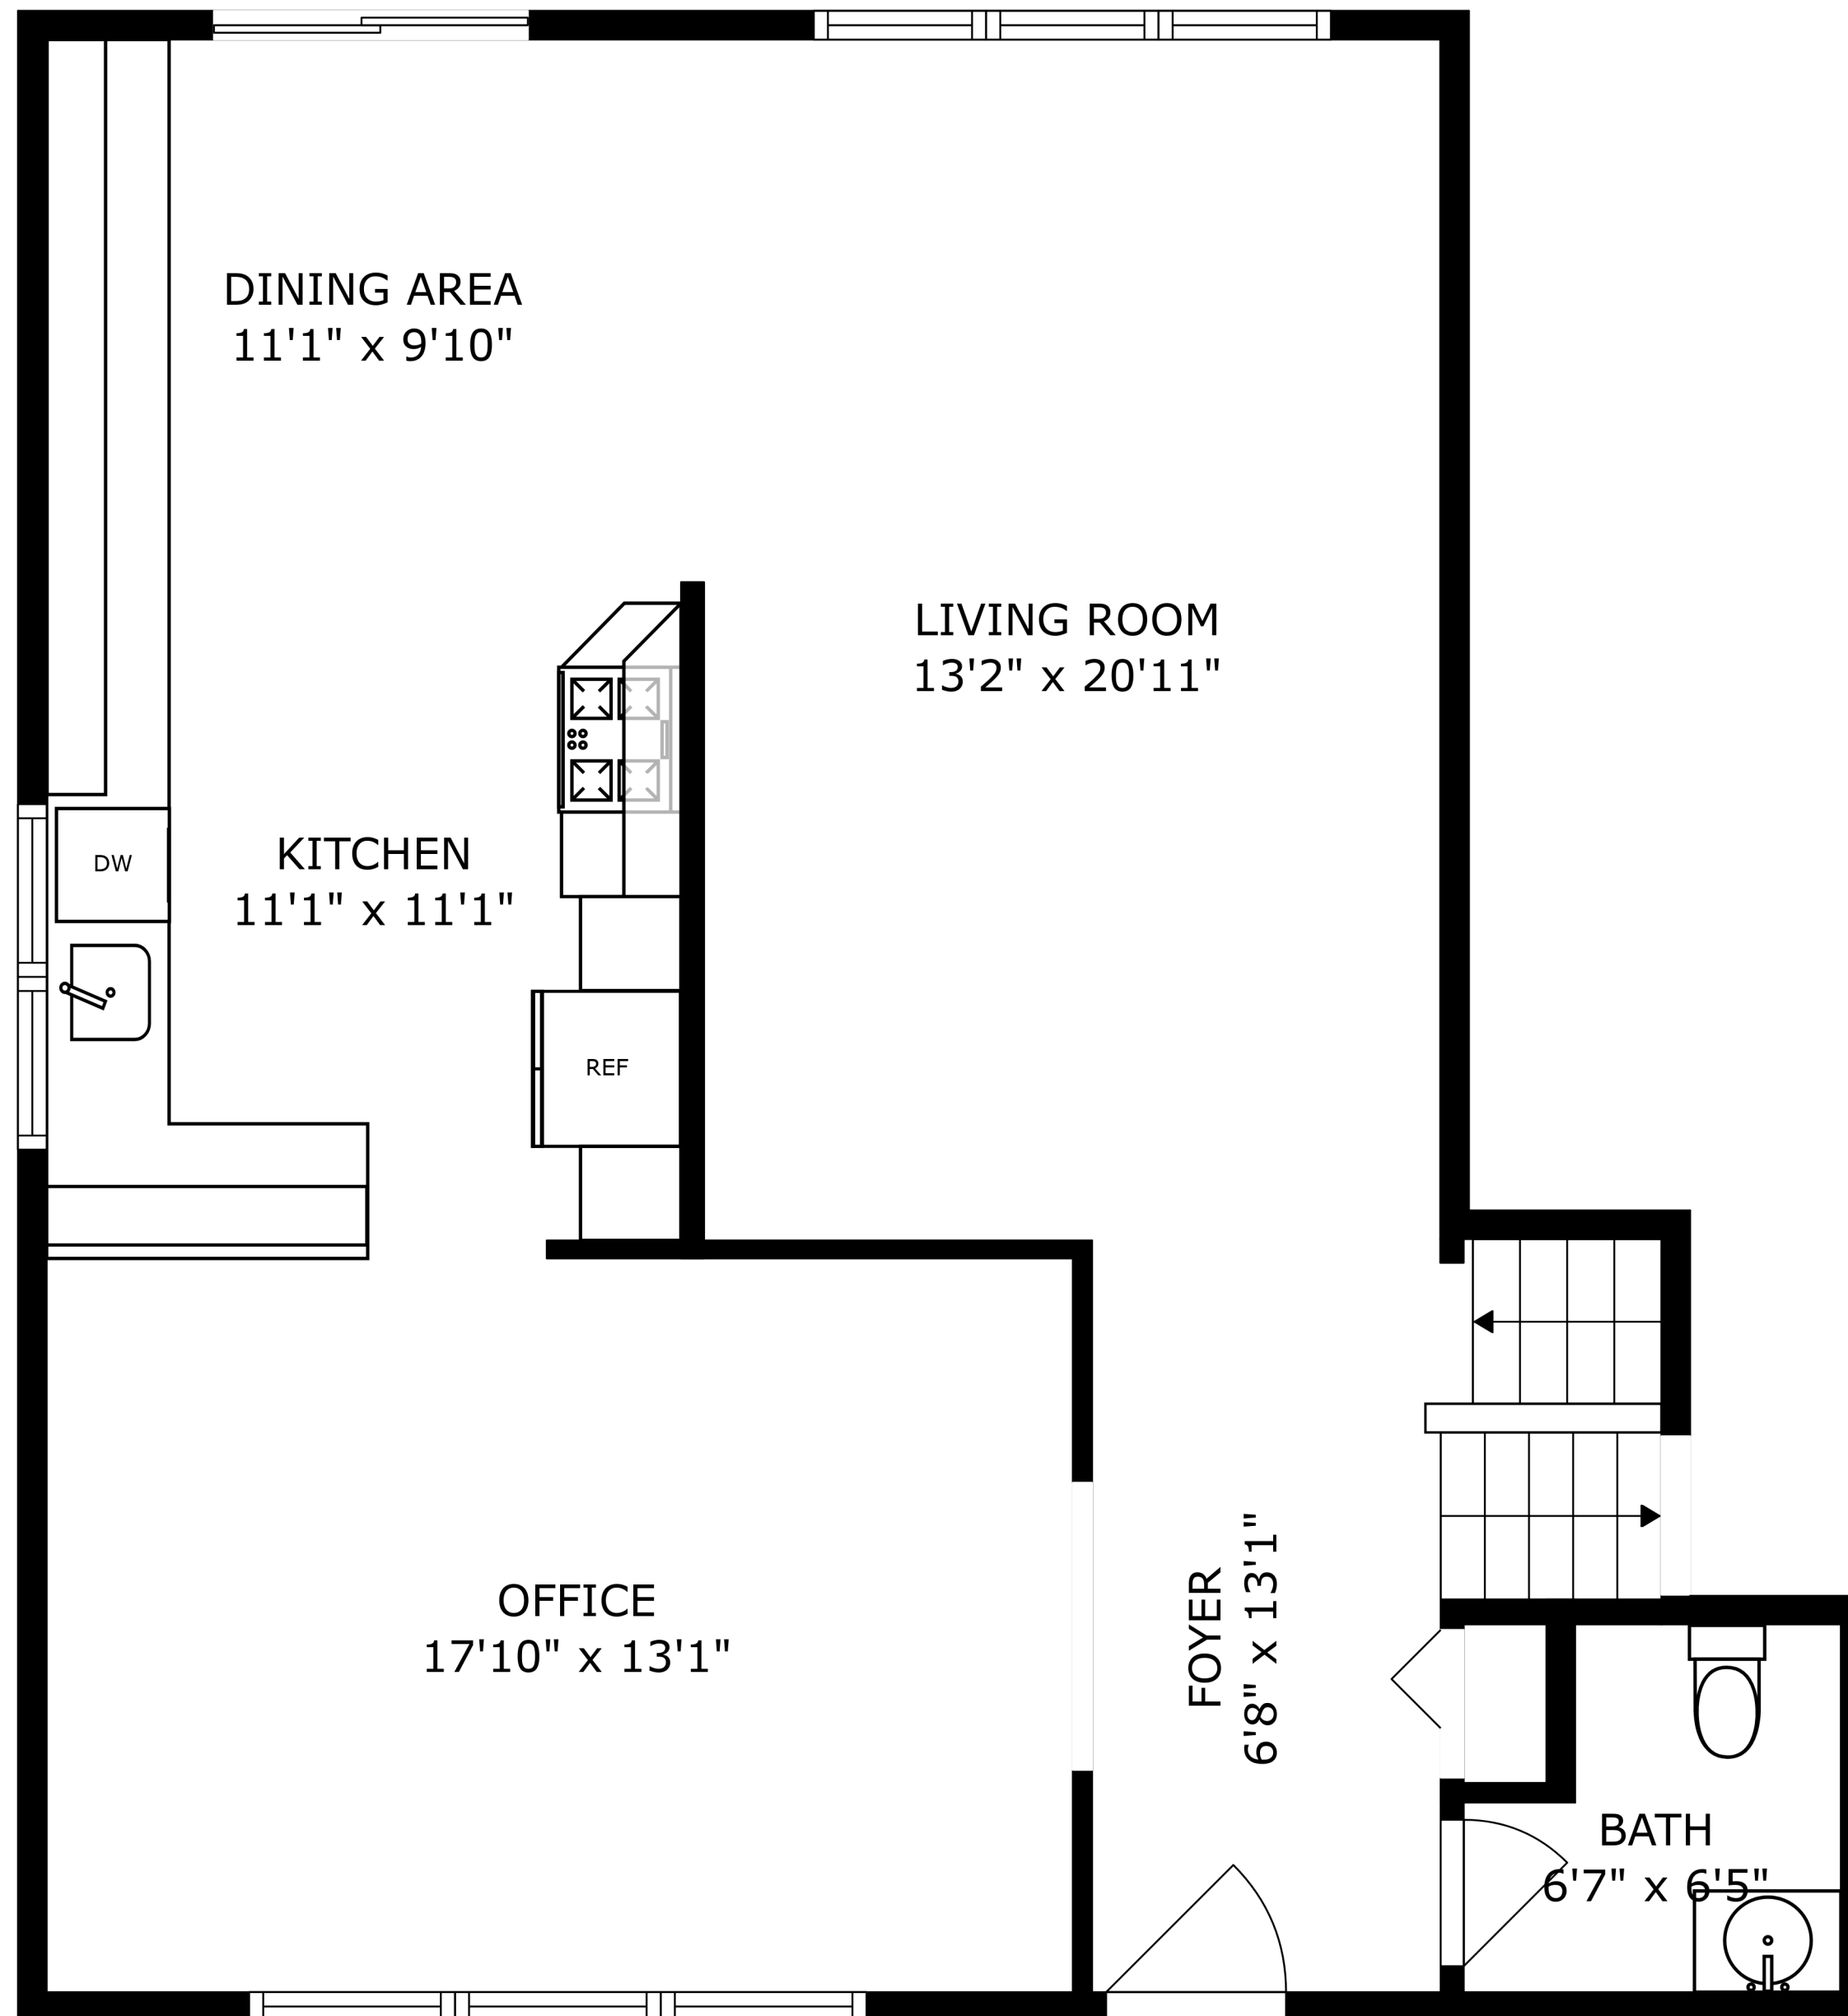 DINING AREA
11'1" x 9'10"
LIVING ROOM
13'2" x 20'11"
KITCHEN
11'1" x 11'1"
DW
REF
OFFICE
17'10" x 13'1"
FOYER
6'8" x 13'1"
BATH
6'7" x 6'5"